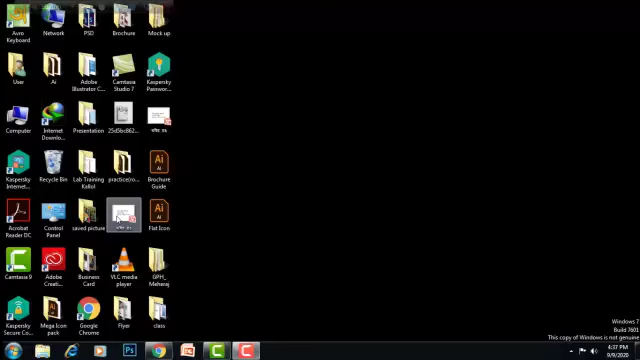 Avro
Keyboard
Network
PSD
Brochure
Mock up
User
Ai
Adobe
Illustrator C...
Camtasia
Studio 7
Kaspersky
Passwor...
Computer
Internet
Downlo...
Presentation
25d5bc862...
Kaspersky
Internet...
Recycle Bin
Lab Training
Kallol
practice(ro...
Brochure
Guide
Acrobat
Reader DC
Control
Panel
saved picture
Flat Icon
Camtasia 9
Adobe
Creati...
Business
Card
VLC media
player
GPH_
Meheraj
Kaspersky
Secure Co...
Mega Icon
pack
Google
Chrome
Flyer
class
Windows 7
Build 7601
This copy of Windows is not genuine
4:37 PM
9/9/2020